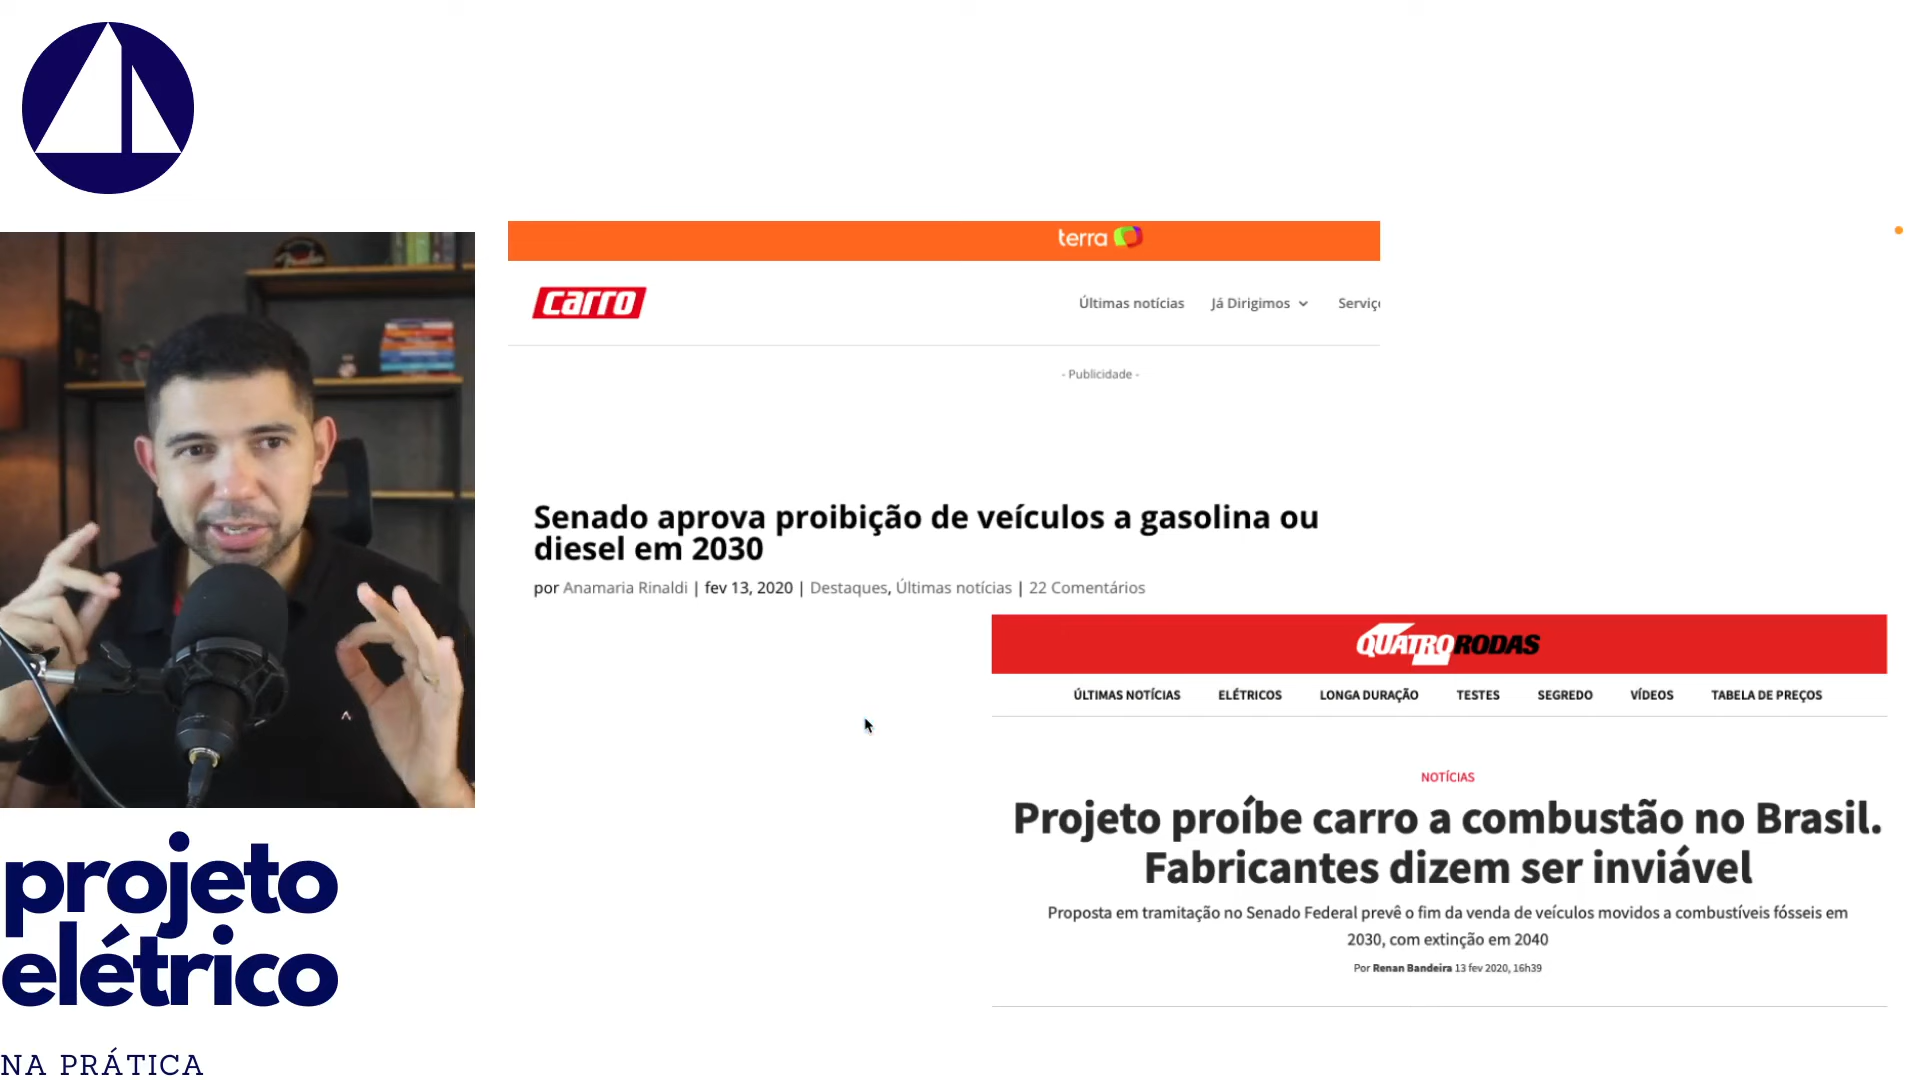 terra
carro
Últimas notícias Já Dirigimos Serviç
- Publicidade -
Senado aprova proibição de veículos a gasolina ou
diesel em 2030
por Anamaria Rinaldi | fev 13, 2020 | Destaques, Últimas notícias | 22 Comentários
QUATRO RODAS
ÚLTIMAS NOTÍCIAS ELÉTRICOS LONGA DURAÇÃO TESTES SEGREDO VÍDEOS TABELA DE PREÇOS
NOTÍCIAS
Projeto proíbe carro a combustão no Brasil.
Fabricantes dizem ser inviável
Proposta em tramitação no Senado Federal prevê o fim da venda de veículos movidos a combustíveis fósseis em
2030, com extinção em 2040
Por Renan Bandeira 13 fev 2020, 16h39
projeto
elétrico
NA PRÁTICA